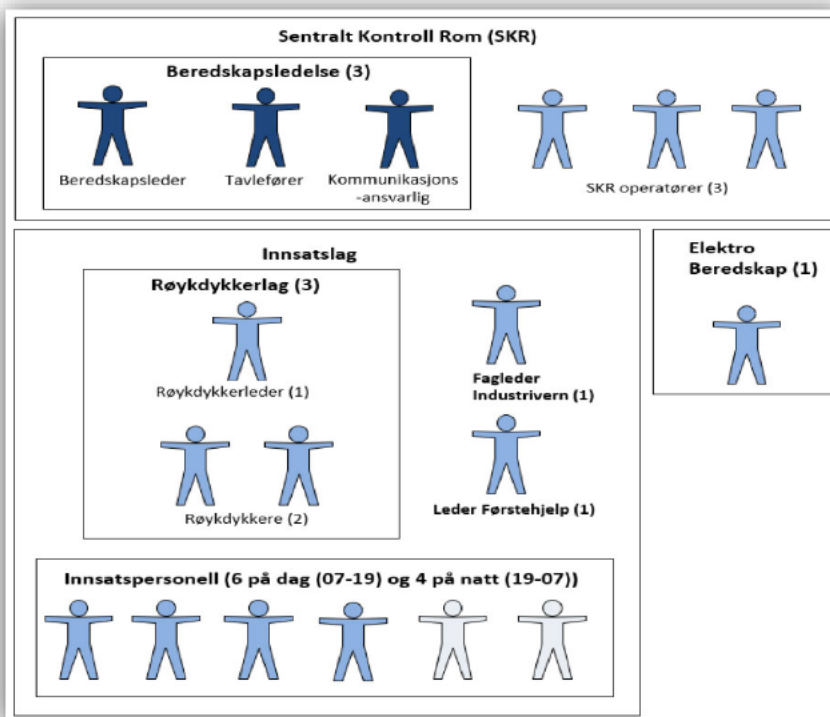 Sentralt Kontroll Rom (SKR)
Beredskapsledelse (3)
Beredskapsleder
Tavlefører
Kommunikasjons
-ansvarlig
SKR operatører (3)
Innsatslag
Røykdykkerlag (3)
Røykdykkerleder (1)
Røykdykkere (2)
Fagleder
Industrivern (1)
Leder Førstehjelp (1)
Elektro
Beredskap (1)
Innsatspersonell (6 på dag (07-19) og 4 på natt (19-07))